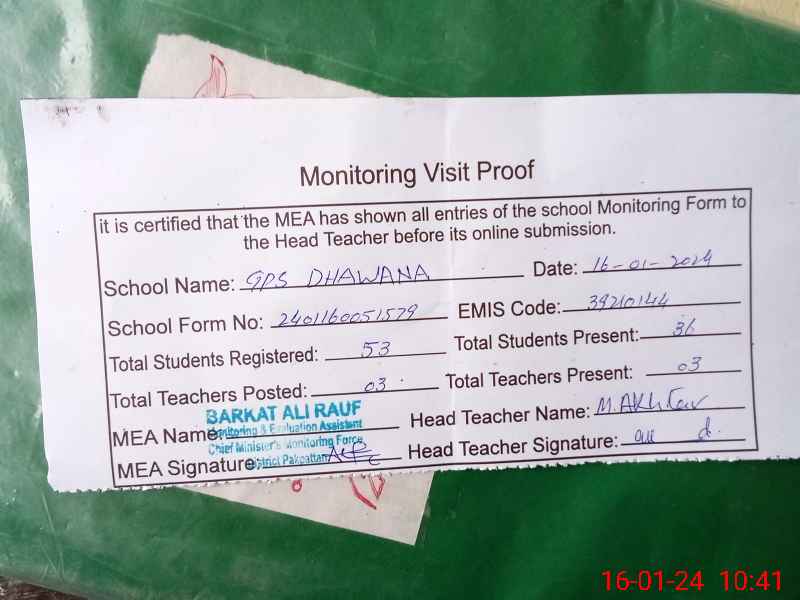 Monitoring Visit Proof
it is certified that the MEA has shown all entries of the school Monitoring Form to
the Head Teacher before its online submission.
School Name: GPS DHAWANA Date: 16-01-2024
School Form No: 2401160051579 EMIS Code: 39210144
Total Students Registered: 53 Total Students Present: 36
Total Teachers Posted: 03 Total Teachers Present: 03
BARKAT ALI RAUF
MEA Name: Monitoring & Evaluation Assistant Head Teacher Name: M. Akhtar
Chief Minister's Monitoring Force
MEA Signature District Pakpattan Head Teacher Signature:
16-01-24 10:41